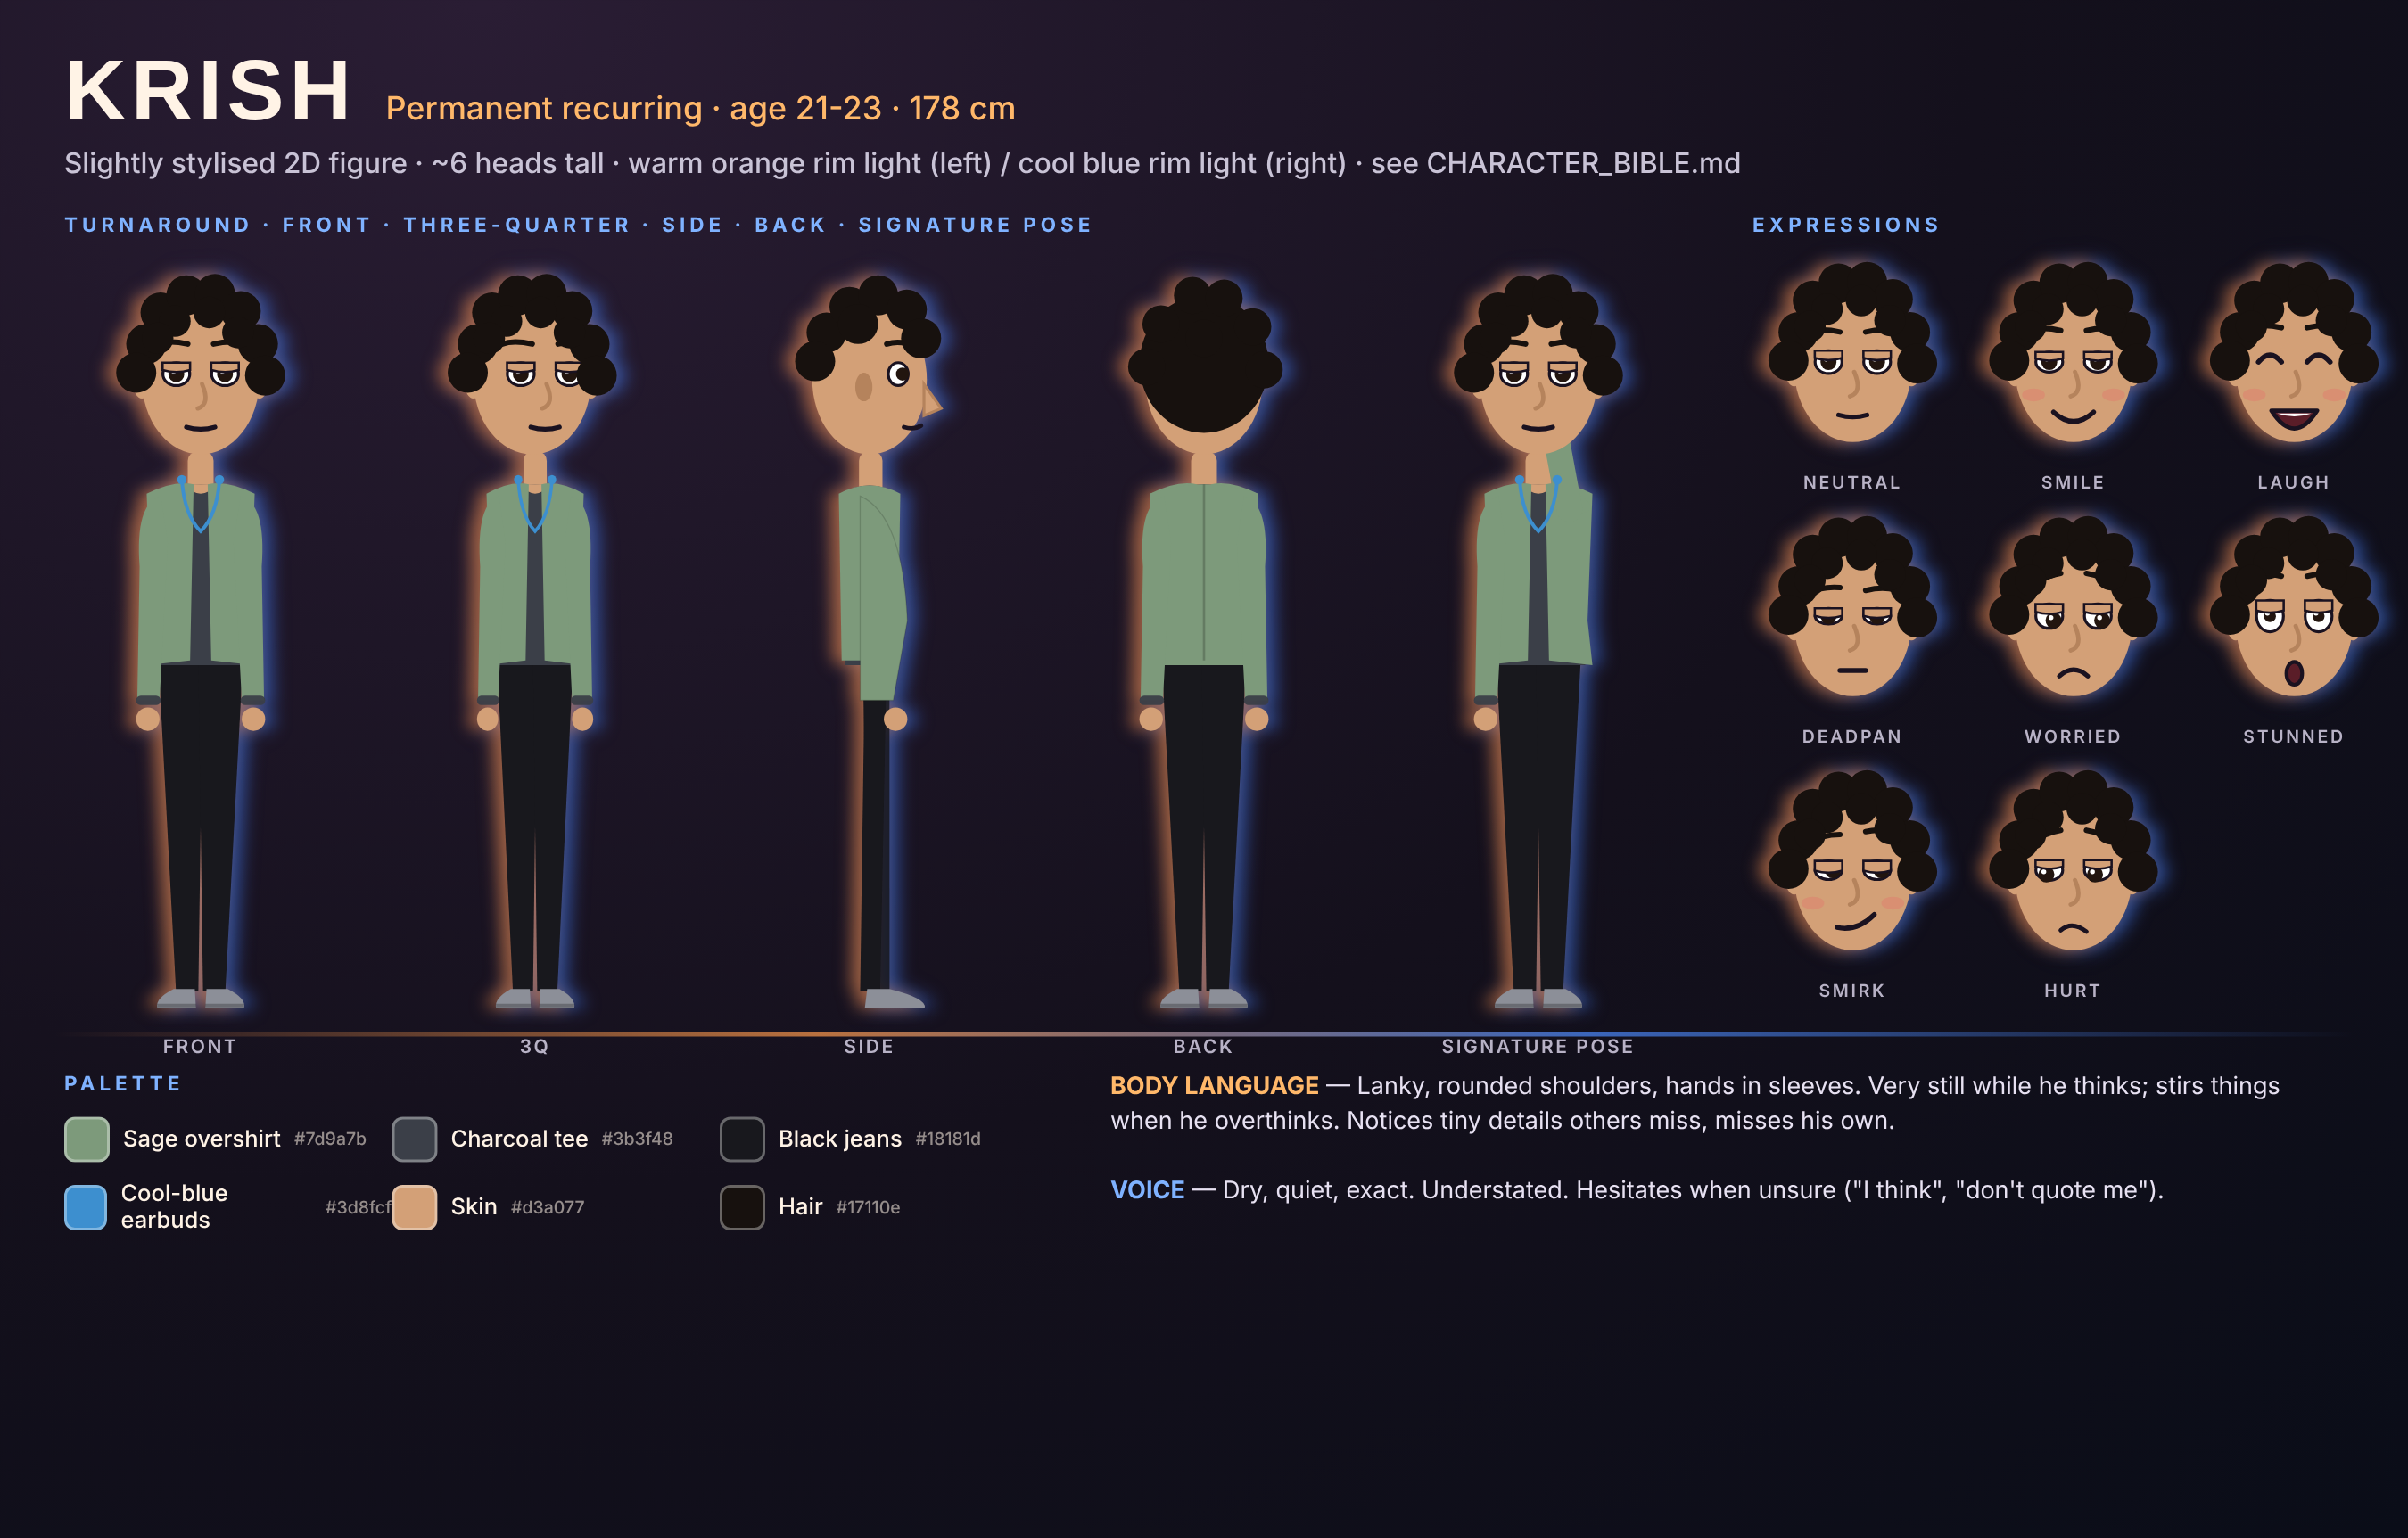 KRISH Permanent recurring · age 21-23 · 178 cm
Slightly stylised 2D figure · ~6 heads tall · warm orange rim light (left) / cool blue rim light (right) · see CHARACTER_BIBLE.md
TURNAROUND · FRONT · THREE-QUARTER · SIDE · BACK · SIGNATURE POSE
EXPRESSIONS
NEUTRAL SMILE LAUGH
DEADPAN WORRIED STUNNED
SMIRK HURT
FRONT 3Q SIDE BACK SIGNATURE POSE
PALETTE
Sage overshirt #7d9a7b Charcoal tee #3b3f48 Black jeans #18181d
Cool-blue
earbuds #3d8fcf Skin #d3a077 Hair #17110e
BODY LANGUAGE — Lanky, rounded shoulders, hands in sleeves. Very still while he thinks; stirs things
when he overthinks. Notices tiny details others miss, misses his own.
VOICE — Dry, quiet, exact. Understated. Hesitates when unsure ("I think", "don't quote me").